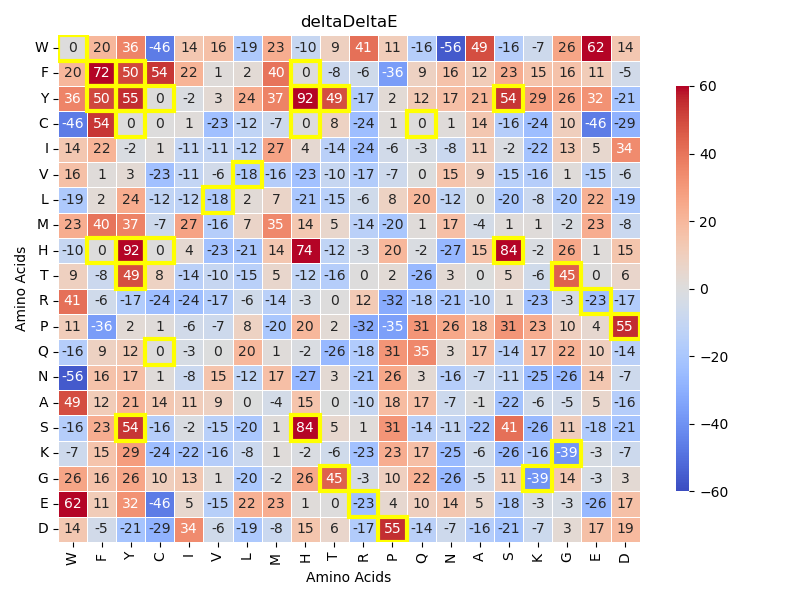 deltaDeltaE
W 0 20 36 -46 14 16 -19 23 -10 9 41 11 -16 -56 49 -16 -7 26 62 14
F 20 72 50 54 22 1 2 40 0 -8 -6 -36 9 16 12 23 15 16 11 -5
Y 36 50 55 0 -2 3 24 37 92 49 -17 2 12 17 21 54 29 26 32 -21
C -46 54 0 0 1 -23 -12 -7 0 8 -24 1 0 1 14 -16 -24 10 -46 -29
I 14 22 -2 1 -11 -11 -12 27 4 -14 -24 -6 -3 -8 11 -2 -22 13 5 34
V 16 1 3 -23 -11 -6 -18 -16 -23 -10 -17 -7 0 15 9 -15 -16 1 -15 -6
L -19 2 24 -12 -12 -18 2 7 -21 -15 -6 8 20 -12 0 -20 -8 -20 22 -19
M 23 40 37 -7 27 -16 7 35 14 5 -14 -20 1 17 -4 1 1 -2 23 -8
H -10 0 92 0 4 -23 -21 14 74 -12 -3 20 -2 -27 15 84 -2 26 1 15
T 9 -8 49 8 -14 -10 -15 5 -12 -16 0 2 -26 3 0 5 -6 45 0 6
R 41 -6 -17 -24 -24 -17 -6 -14 -3 0 12 -32 -18 -21 -10 1 -23 -3 -23 -17
P 11 -36 2 1 -6 -7 8 -20 20 2 -32 -35 31 26 18 31 23 10 4 55
Q -16 9 12 0 -3 0 20 1 -2 -26 -18 31 35 3 17 -14 17 22 10 -14
N -56 16 17 1 -8 15 -12 17 -27 3 -21 26 3 -16 -7 -11 -25 -26 14 -7
A 49 12 21 14 11 9 0 -4 15 0 -10 18 17 -7 -1 -22 -6 -5 5 -16
S -16 23 54 -16 -2 -15 -20 1 84 5 1 31 -14 -11 -22 41 -26 11 -18 -21
K -7 15 29 -24 -22 -16 -8 1 -2 -6 -23 23 17 -25 -6 -26 -16 -39 -3 -7
G 26 16 26 10 13 1 -20 -2 26 45 -3 10 22 -26 -5 11 -39 -14 -3 3
E 62 11 32 -46 5 -15 22 23 1 0 -23 4 10 14 5 -18 -3 -3 -26 17
D 14 -5 -21 -29 34 -6 -19 -8 15 6 -17 55 -14 -7 -16 -21 -7 3 17 19
W F Y C I V L M H T R P Q N A S K G E D
Amino Acids
Amino Acids
60
40
20
0
−20
−40
−60